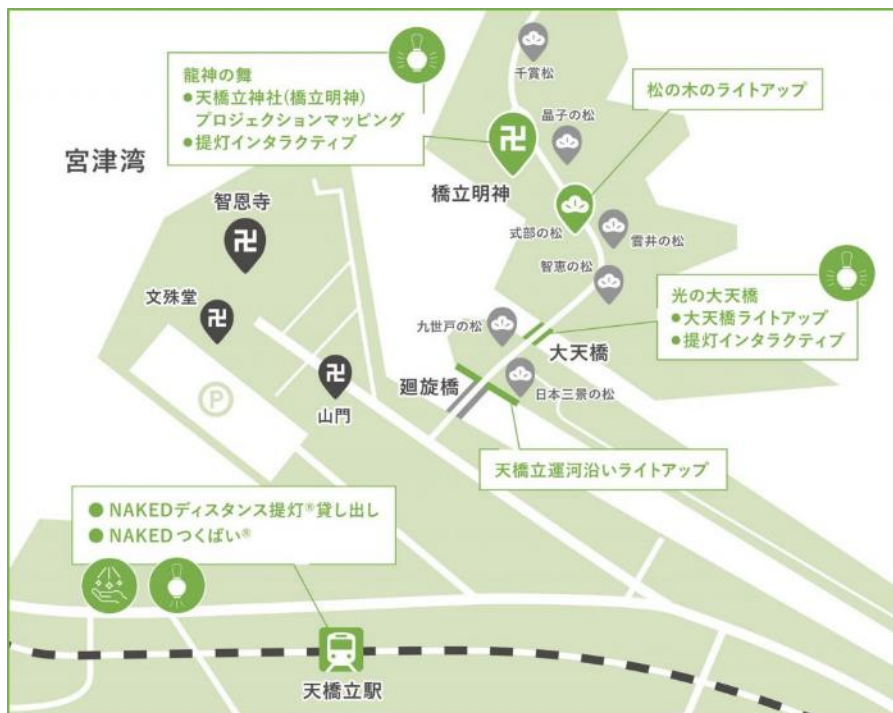 龍神の舞
●天橋立神社(橋立明神)
プロジェクションマッピング
●提灯インタラクティブ
千賞松
松の木のライトアップ
晶子の松
宮津湾
橋立明神
智恩寺
式部の松
雲井の松
智恵の松
文殊堂
光の大天橋
●大天橋ライトアップ
●提灯インタラクティブ
九世戸の松
大天橋
廻旋橋
日本三景の松
P
山門
天橋立運河沿いライトアップ
● NAKEDディスタンス提灯®貸し出し
● NAKED つくばい®
天橋立駅